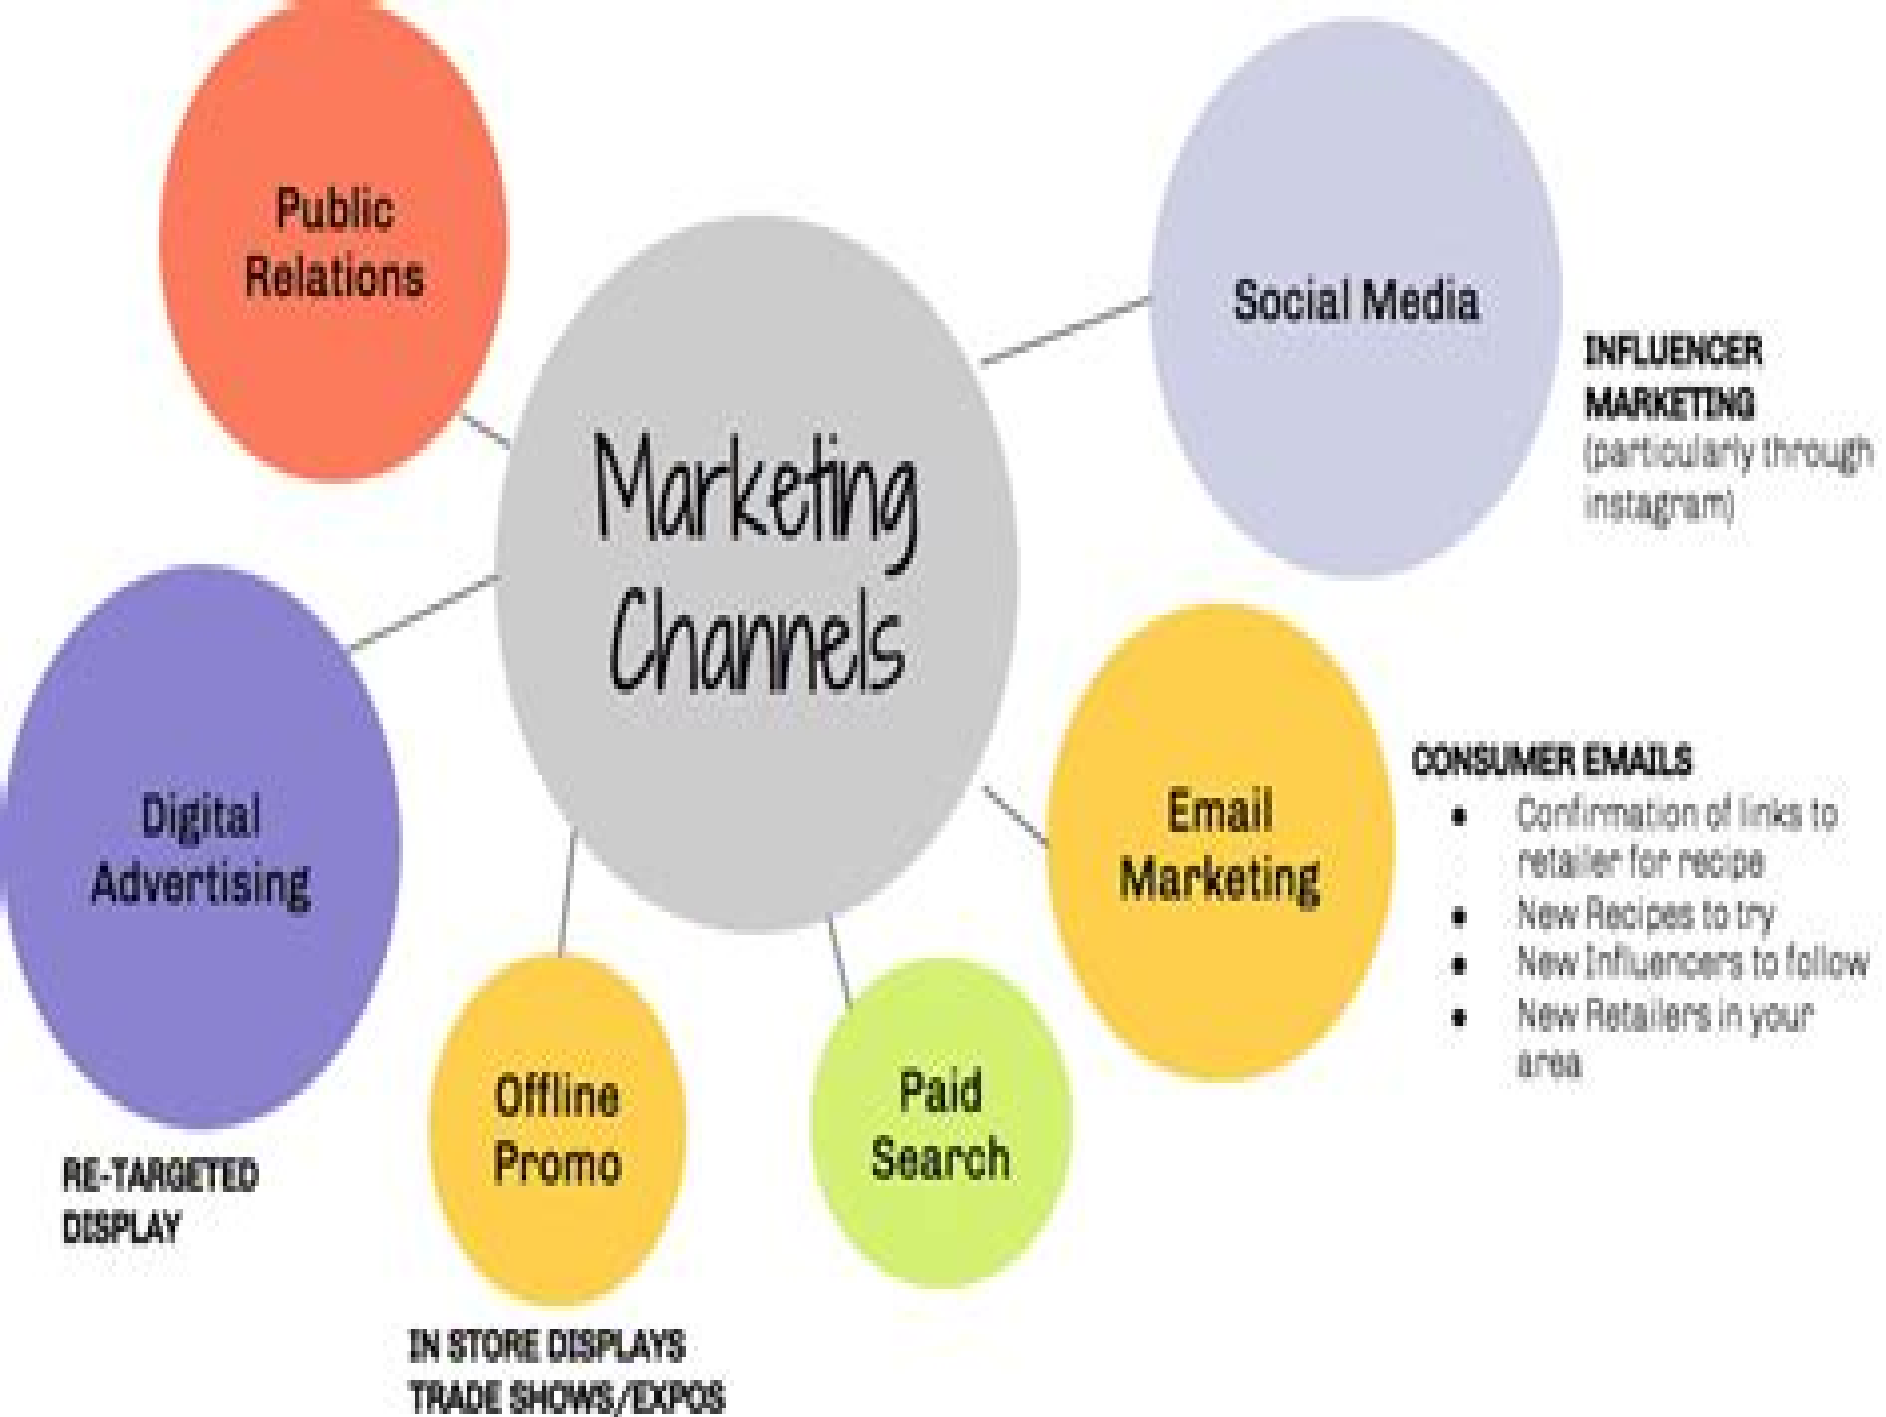 Public
Relations
Social Media
INFLUENCER
MARKETING
(particularly through
instagram)
Marketing
Channels
Digital
Advertising
RE-TARGETED
DISPLAY
Email
Marketing
CONSUMER EMAILS
• Confirmation of links to
retailer for recipe
• New Recipes to try
• New Influencers to follow
• New Retailers in your
area
Offline
Promo
IN STORE DISPLAYS
TRADE SHOWS/EXPOS
Paid
Search